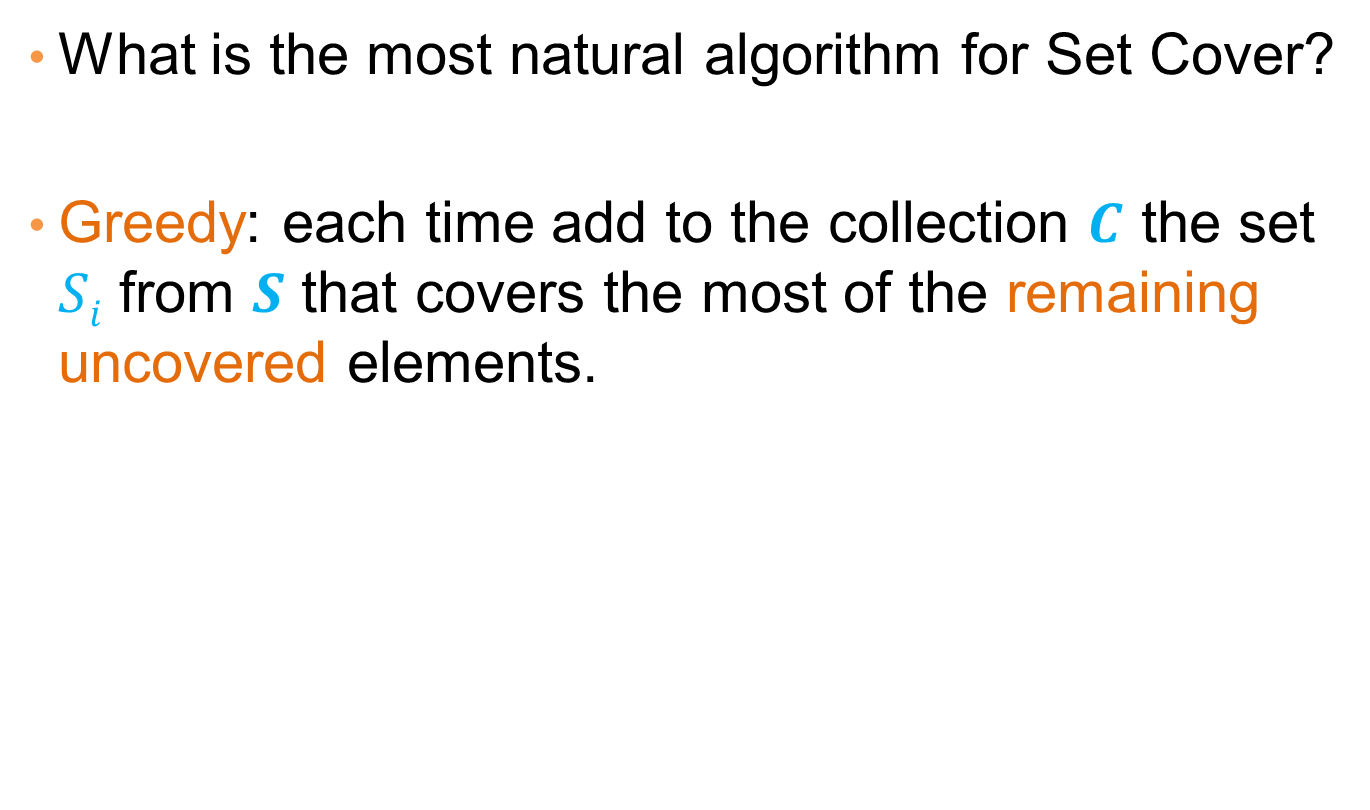 • What is the most natural algorithm for Set Cover?
• Greedy: each time add to the collection 𝑪 the set
𝑆ᵢ from 𝑺 that covers the most of the remaining
uncovered elements.